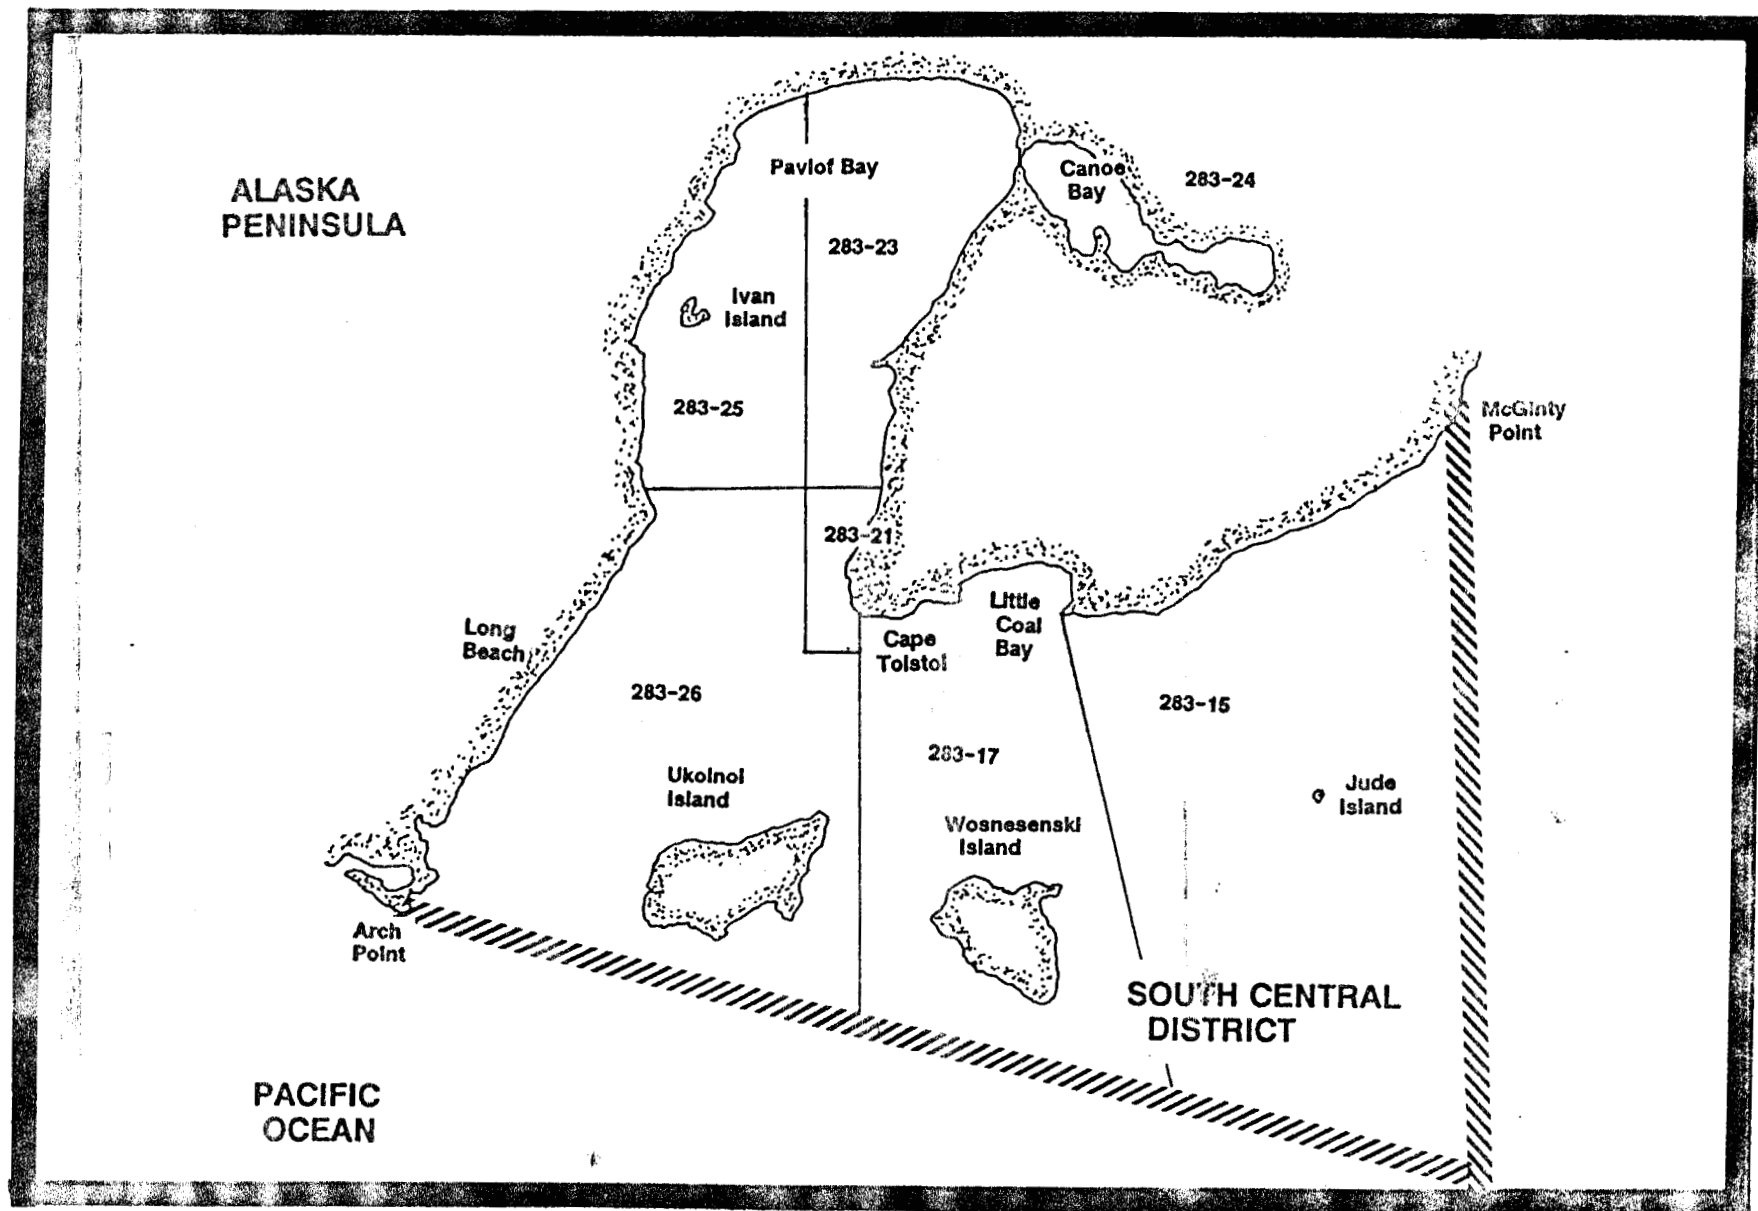 ALASKA
PENINSULA
Pavlof Bay
Canoe
Bay
283-24
283-23
Ivan
Island
283-25
McGinty
Point
283-21
Little
Coal
Bay
Cape
Tolstoi
Long
Beach
283-26
283-15
283-17
Ukolnoi
Island
Jude
Island
Wosnesenski
Island
Arch
Point
SOUTH CENTRAL
DISTRICT
PACIFIC
OCEAN